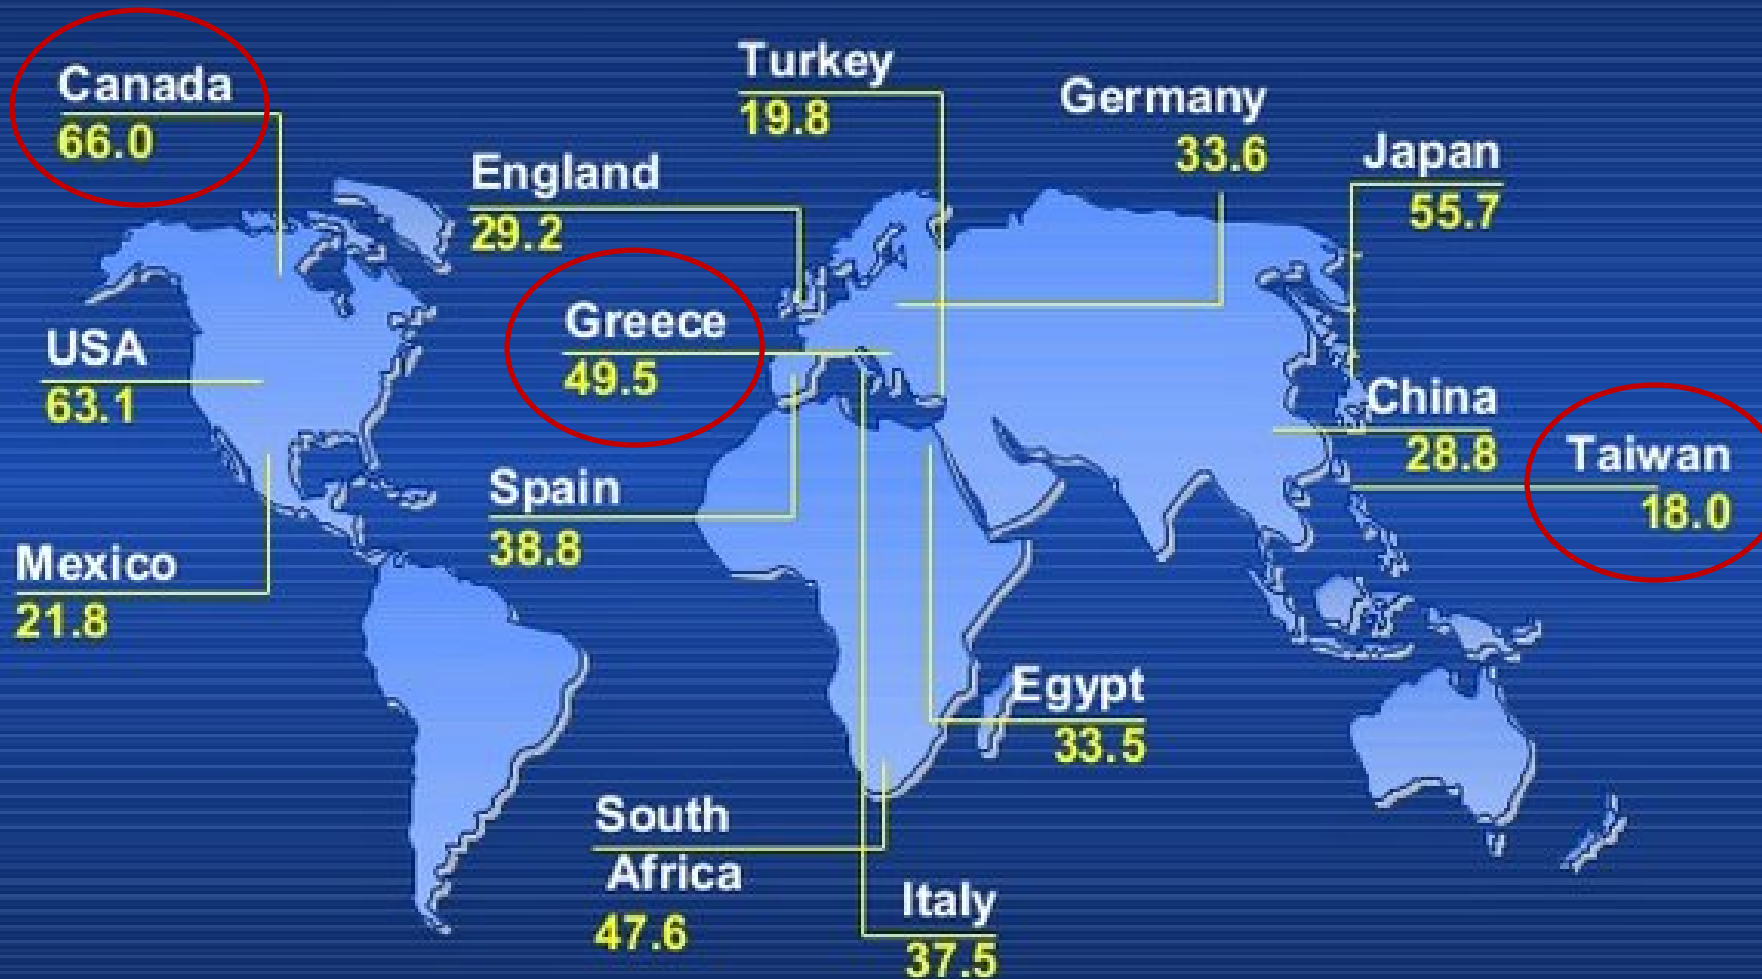 Canada
66.0
Turkey
19.8
Germany
33.6
Japan
55.7
England
29.2
Greece
49.5
USA
63.1
China
28.8
Taiwan
18.0
Spain
38.8
Mexico
21.8
Egypt
33.5
South
Africa
47.6
Italy
37.5